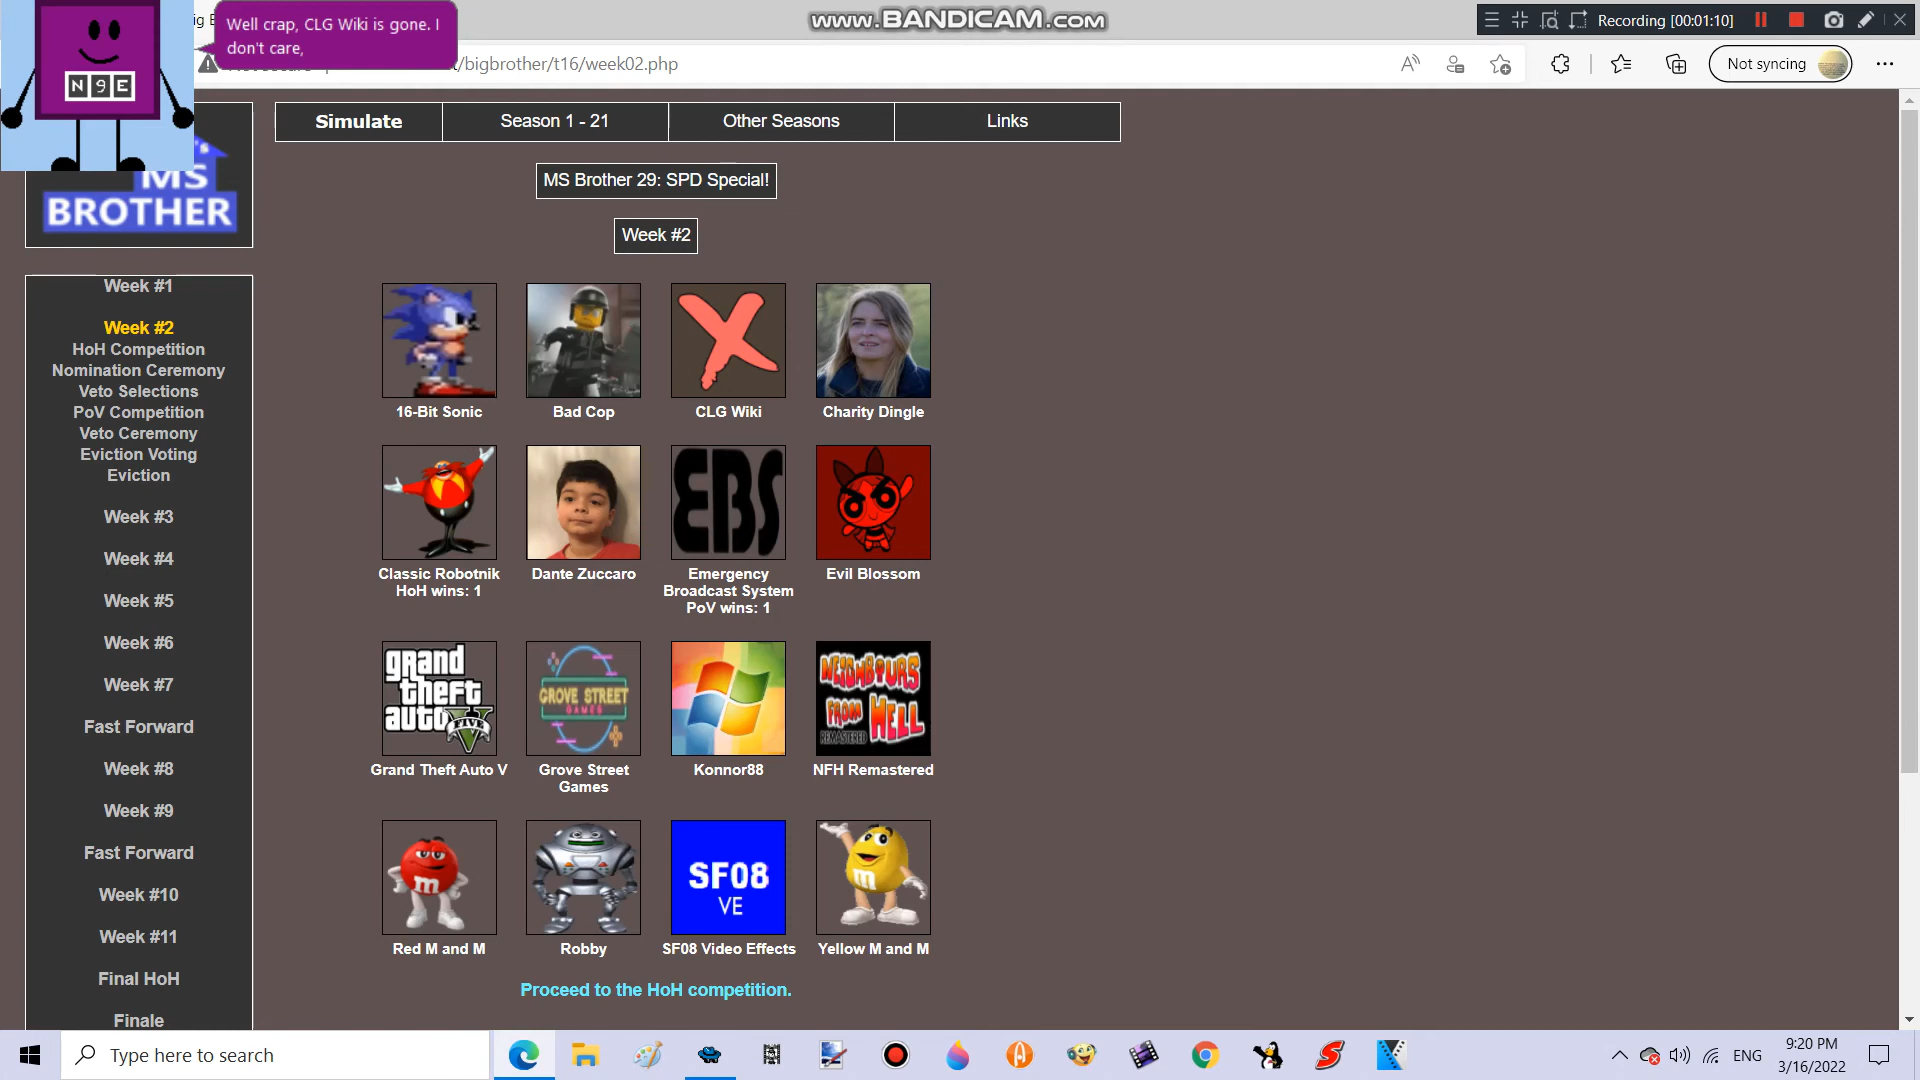 Well crap, CLG Wiki is gone. I
don't care,
N9E
www.BANDICAM.com
Recording [00:01:10]
t/bigbrother/t16/week02.php
Not syncing
MS
BROTHER
Simulate
Season 1 - 21
Other Seasons
Links
MS Brother 29: SPD Special!
Week #2
Week #1
Week #2
HoH Competition
Nomination Ceremony
Veto Selections
PoV Competition
Veto Ceremony
Eviction Voting
Eviction
Week #3
Week #4
Week #5
Week #6
Week #7
Fast Forward
Week #8
Week #9
Fast Forward
Week #10
Week #11
Final HoH
Finale
16-Bit Sonic
Bad Cop
CLG Wiki
Charity Dingle
EBS
Classic Robotnik
HoH wins: 1
Dante Zuccaro
Emergency
Broadcast System
PoV wins: 1
Evil Blossom
grand
theft
auto
FIVE
GROVE STREET
GAMES
NEIGHBOURS
FROM HELL
REMASTERED
Grand Theft Auto V
Grove Street
Games
Konnor88
NFH Remastered
m
SF08
VE
m
Red M and M
Robby
SF08 Video Effects
Yellow M and M
Proceed to the HoH competition.
Type here to search
ENG
9:20 PM
3/16/2022